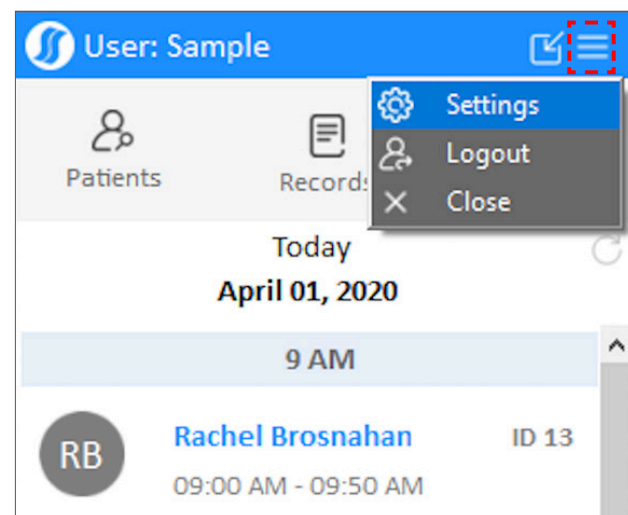 User: Sample
Settings
Logout
Close
Patients
Records
Today
April 01, 2020
9 AM
RB
Rachel Brosnahan
ID 13
09:00 AM - 09:50 AM